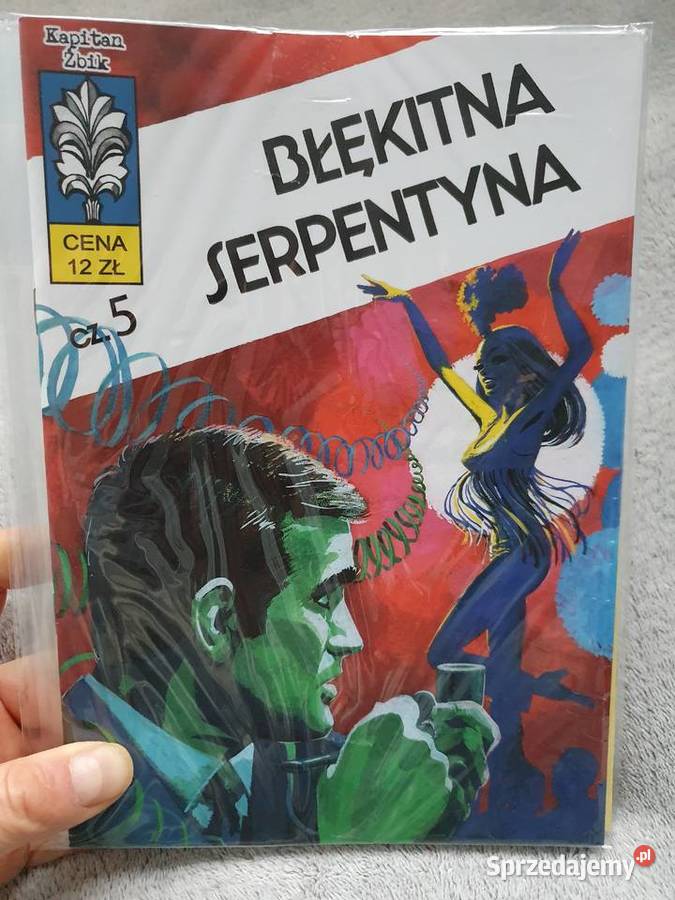 Kapitan
Żbik
BŁĘKITNA
SERPENTYNA
CENA
12 ZŁ
cz.5
Sprzedajemy.pl